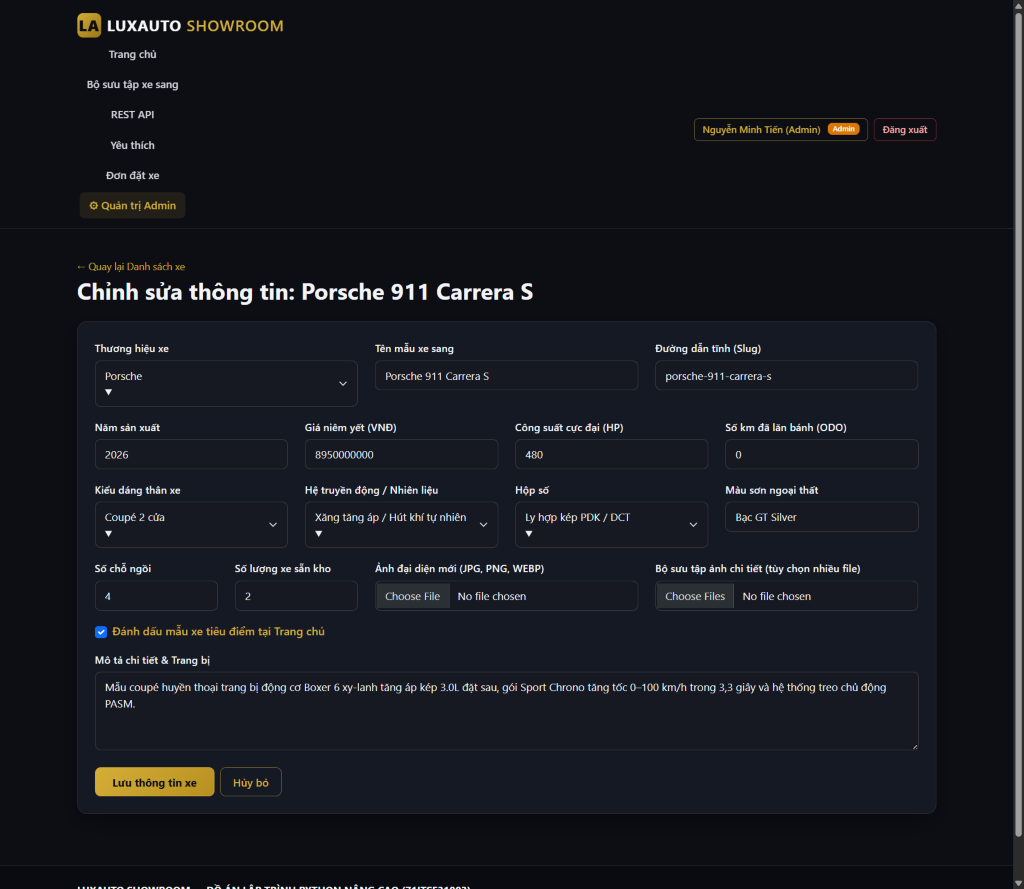 LA LUXAUTO SHOWROOM
Trang chủ
Bộ sưu tập xe sang
REST API
Yêu thích
Đơn đặt xe
⚙ Quản trị Admin
Nguyễn Minh Tiến (Admin) Admin
Đăng xuất
← Quay lại Danh sách xe
Chỉnh sửa thông tin: Porsche 911 Carrera S
Thương hiệu xe
Porsche
▼
Tên mẫu xe sang
Porsche 911 Carrera S
Đường dẫn tĩnh (Slug)
porsche-911-carrera-s
Năm sản xuất
2026
Giá niêm yết (VNĐ)
8950000000
Công suất cực đại (HP)
480
Số km đã lăn bánh (ODO)
0
Kiểu dáng thân xe
Coupé 2 cửa
▼
Hệ truyền động / Nhiên liệu
Xăng tăng áp / Hút khí tự nhiên
▼
Hộp số
Ly hợp kép PDK / DCT
▼
Màu sơn ngoại thất
Bạc GT Silver
Số chỗ ngồi
4
Số lượng xe sẵn kho
2
Ảnh đại diện mới (JPG, PNG, WEBP)
Choose File No file chosen
Bộ sưu tập ảnh chi tiết (tùy chọn nhiều file)
Choose Files No file chosen
Đánh dấu mẫu xe tiêu điểm tại Trang chủ
Mô tả chi tiết & Trang bị
Mẫu coupé huyền thoại trang bị động cơ Boxer 6 xy-lanh tăng áp kép 3.0L đặt sau, gói Sport Chrono tăng tốc 0–100 km/h trong 3,3 giây và hệ thống treo chủ động
PASM.
Lưu thông tin xe
Hủy bỏ
LUXAUTO SHOWROOM — ĐỒ ÁN LẬP TRÌNH PYTHON NÂNG CAO